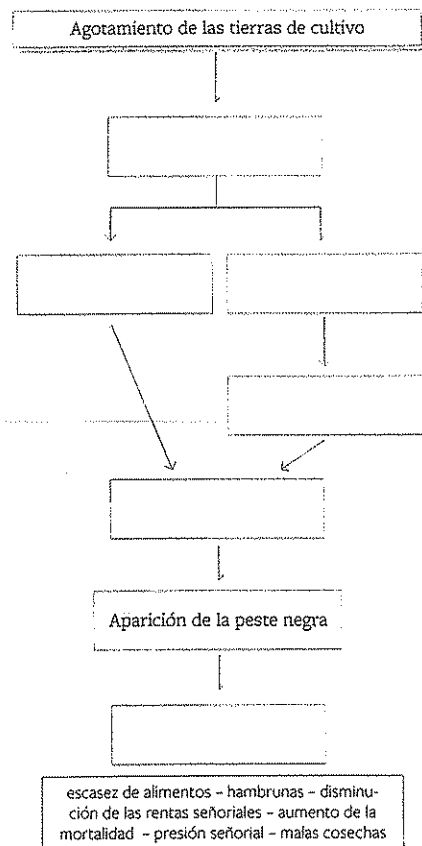 Agotamiento de las tierras de cultivo
Aparición de la peste negra
escasez de alimentos – hambrunas – disminu-
ción de las rentas señoriales – aumento de la
mortalidad – presión señorial – malas cosechas